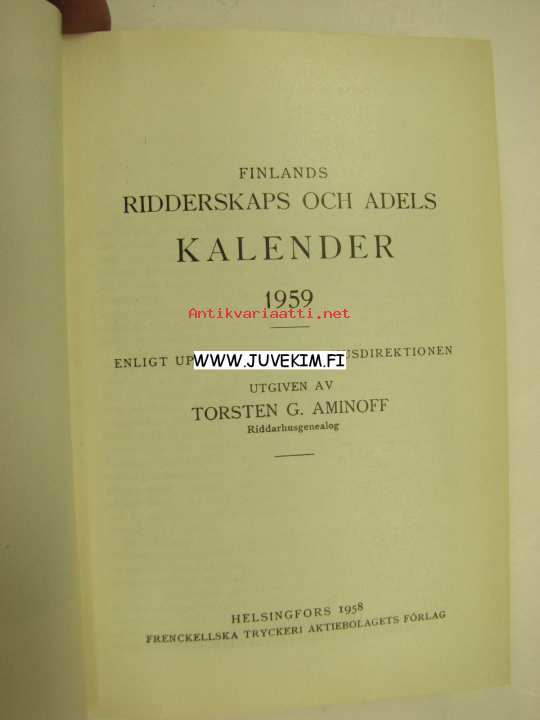 FINLANDS
RIDDERSKAPS OCH ADELS
KALENDER
1959
Antikvariaatti.net
ENLIGT UP USDIREKTIONEN
WWW.JUVEKIM.FI
UTGIVEN AV
TORSTEN G. AMINOFF
Riddarhusgenealog
HELSINGFORS 1958
FRENCKELLSKA TRYCKERI AKTIEBOLAGETS FÖRLAG